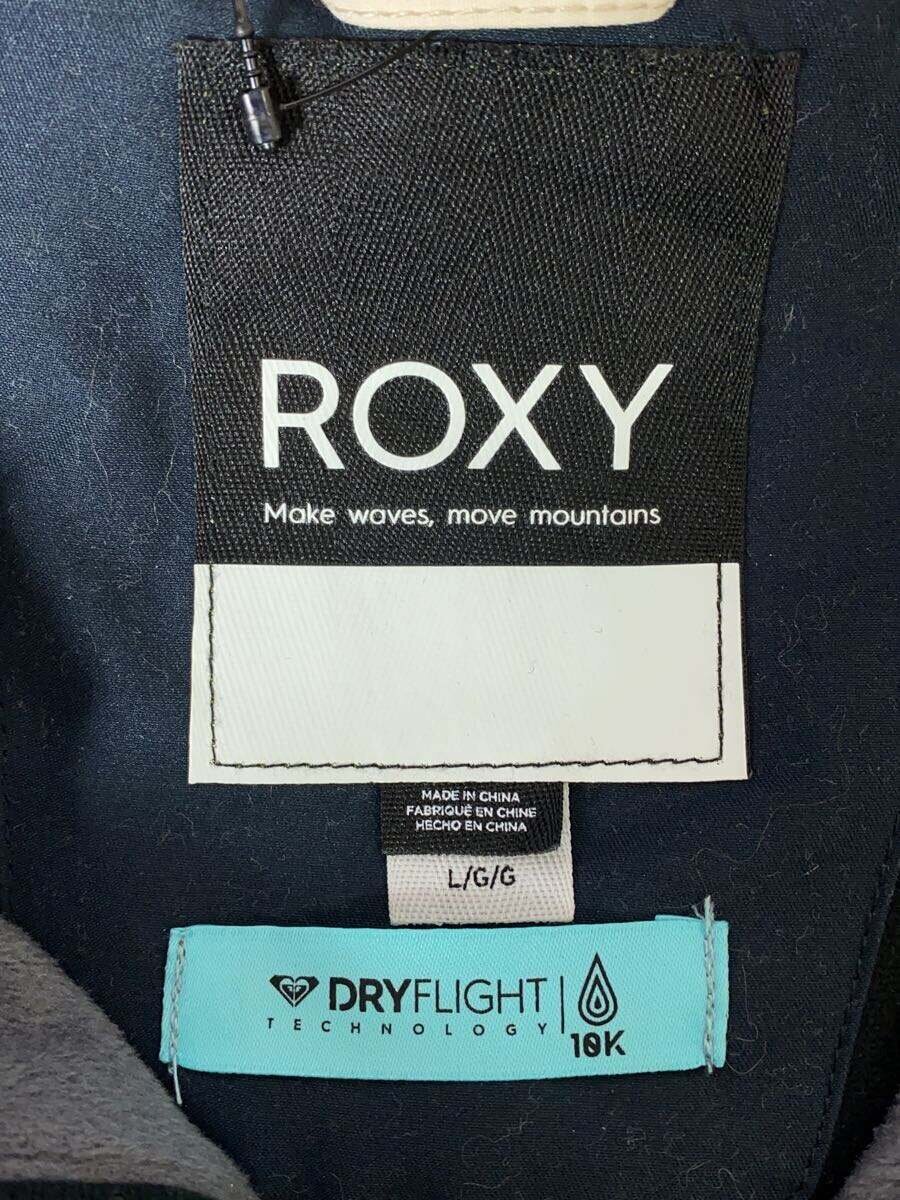 ROXY
Make waves, move mountains
MADE IN CHINA
FABRIQUÉ EN CHINE
HECHO EN CHINA
L/G/G
DRYFLIGHT
TECHNOLOGY
10K